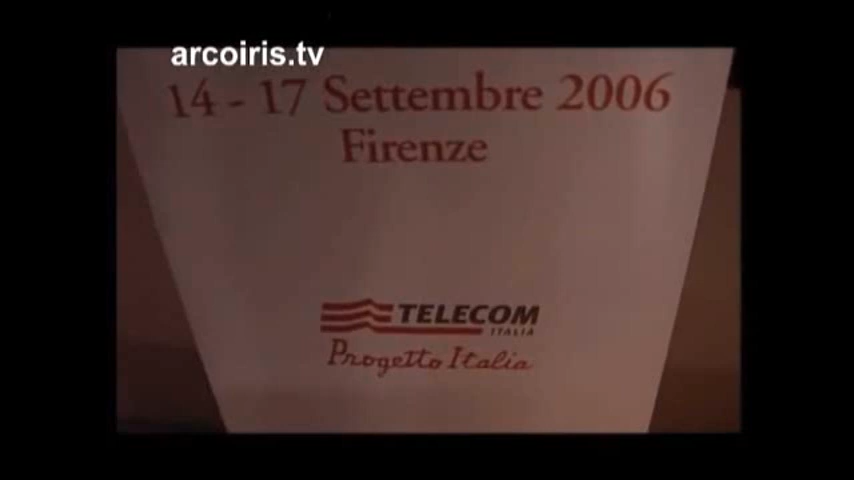 arcoiris.tv
14 - 17 Settembre 2006
Firenze
TELECOM
ITALIA
Progetto Italia